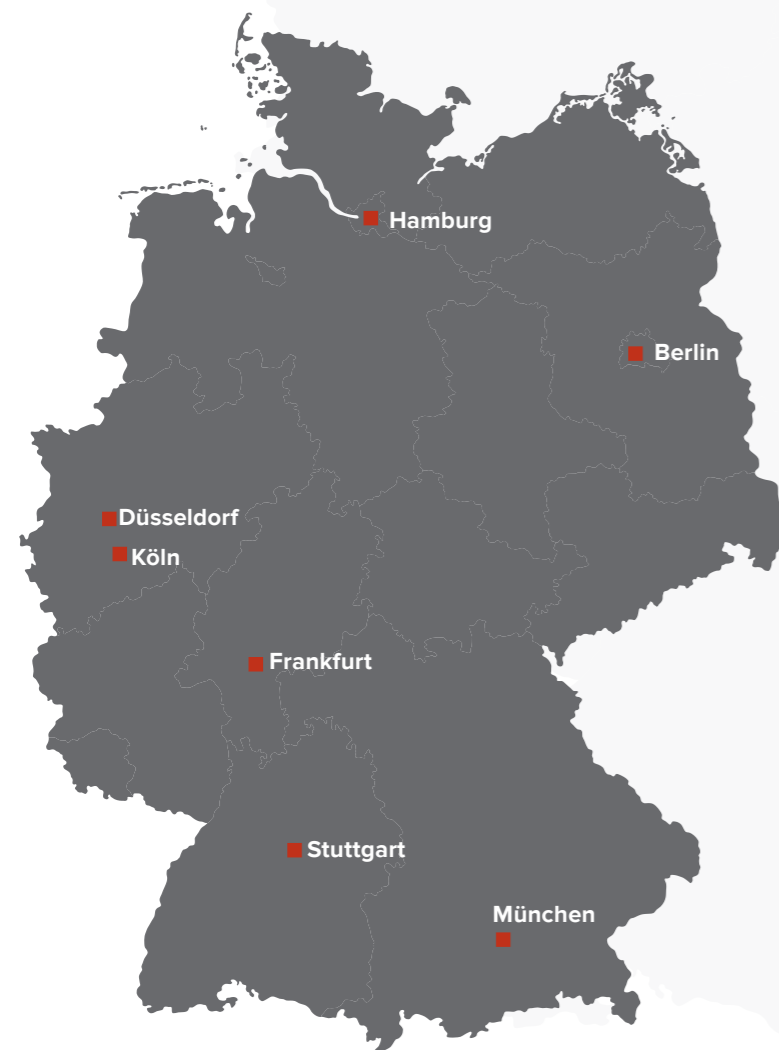 Hamburg
Berlin
Düsseldorf
Köln
Frankfurt
Stuttgart
München